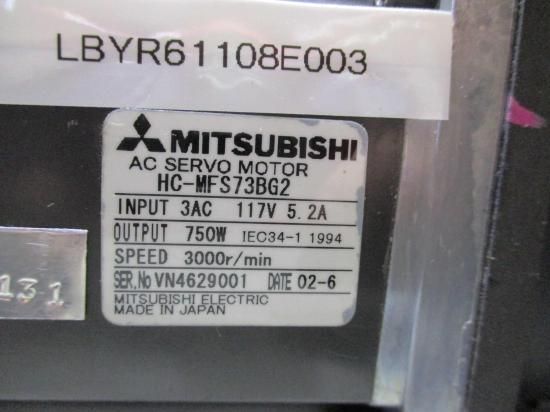 LBYR61108E003
MITSUBISHI
AC SERVO MOTOR
HC-MFS73BG2
INPUT 3AC 117V 5.2A
OUTPUT 750W IEC34-1 1994
SPEED 3000r/min
SER.No VN4629001 DATE 02-6
MITSUBISHI ELECTRIC
MADE IN JAPAN
131